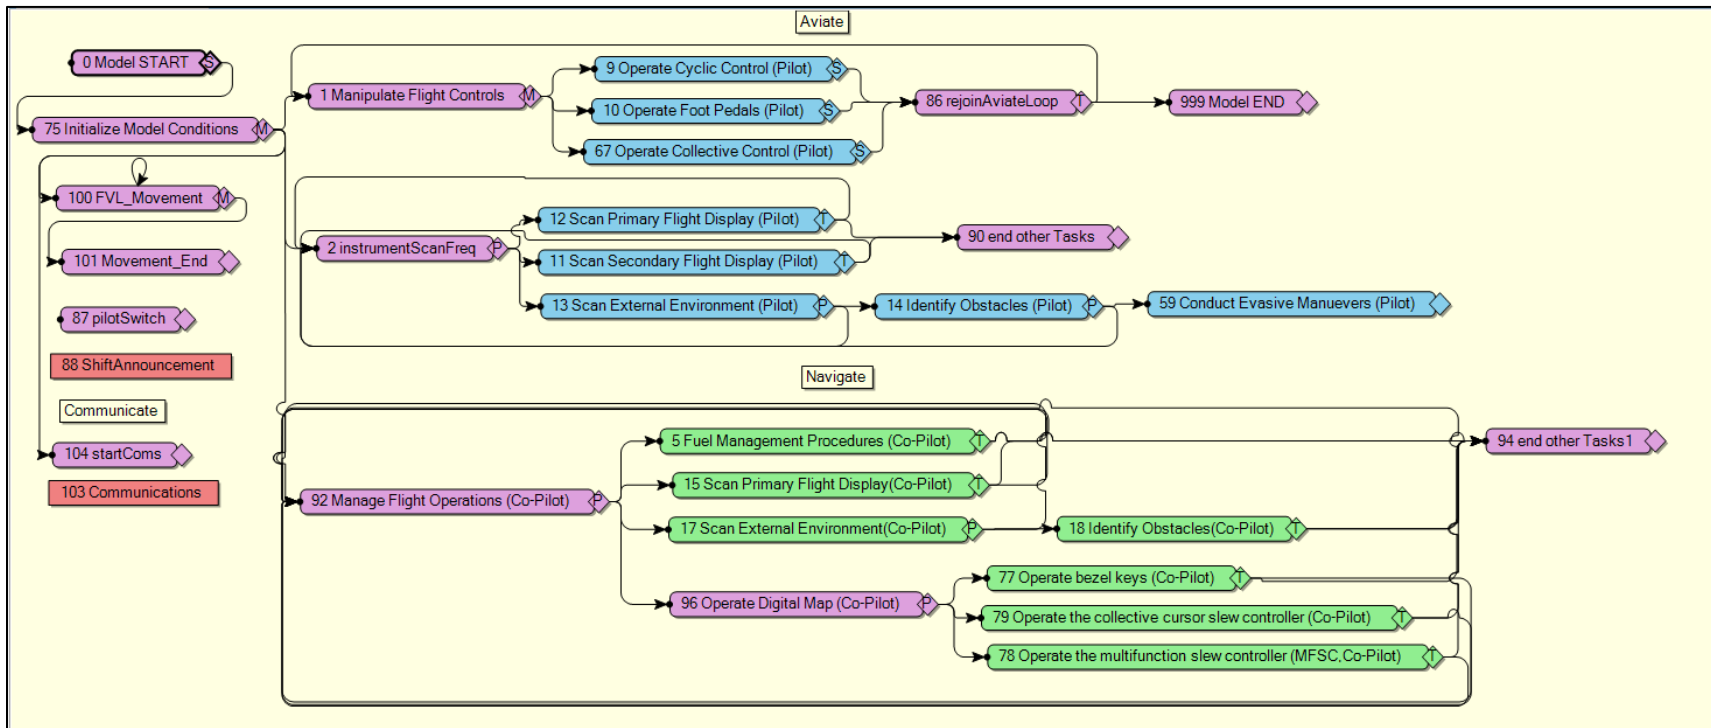 Aviate
0 Model START S
1 Manipulate Flight Controls M
9 Operate Cyclic Control (Pilot) S
10 Operate Foot Pedals (Pilot) S
67 Operate Collective Control (Pilot) S
86 rejoinAviateLoop T
999 Model END
75 Initialize Model Conditions M
100 FVL_Movement M
101 Movement_End
87 pilotSwitch
88 ShiftAnnouncement
2 instrumentScanFreq P
12 Scan Primary Flight Display (Pilot) T
11 Scan Secondary Flight Display (Pilot) T
13 Scan External Environment (Pilot) P
90 end other Tasks
14 Identify Obstacles (Pilot) P
59 Conduct Evasive Manuevers (Pilot)
Navigate
Communicate
104 startComs
103 Communications
92 Manage Flight Operations (Co-Pilot) P
5 Fuel Management Procedures (Co-Pilot) T
15 Scan Primary Flight Display(Co-Pilot) T
17 Scan External Environment(Co-Pilot) P
18 Identify Obstacles(Co-Pilot) T
94 end other Tasks1
96 Operate Digital Map (Co-Pilot) P
77 Operate bezel keys (Co-Pilot) T
79 Operate the collective cursor slew controller (Co-Pilot) T
78 Operate the multifunction slew controller (MFSC,Co-Pilot) T